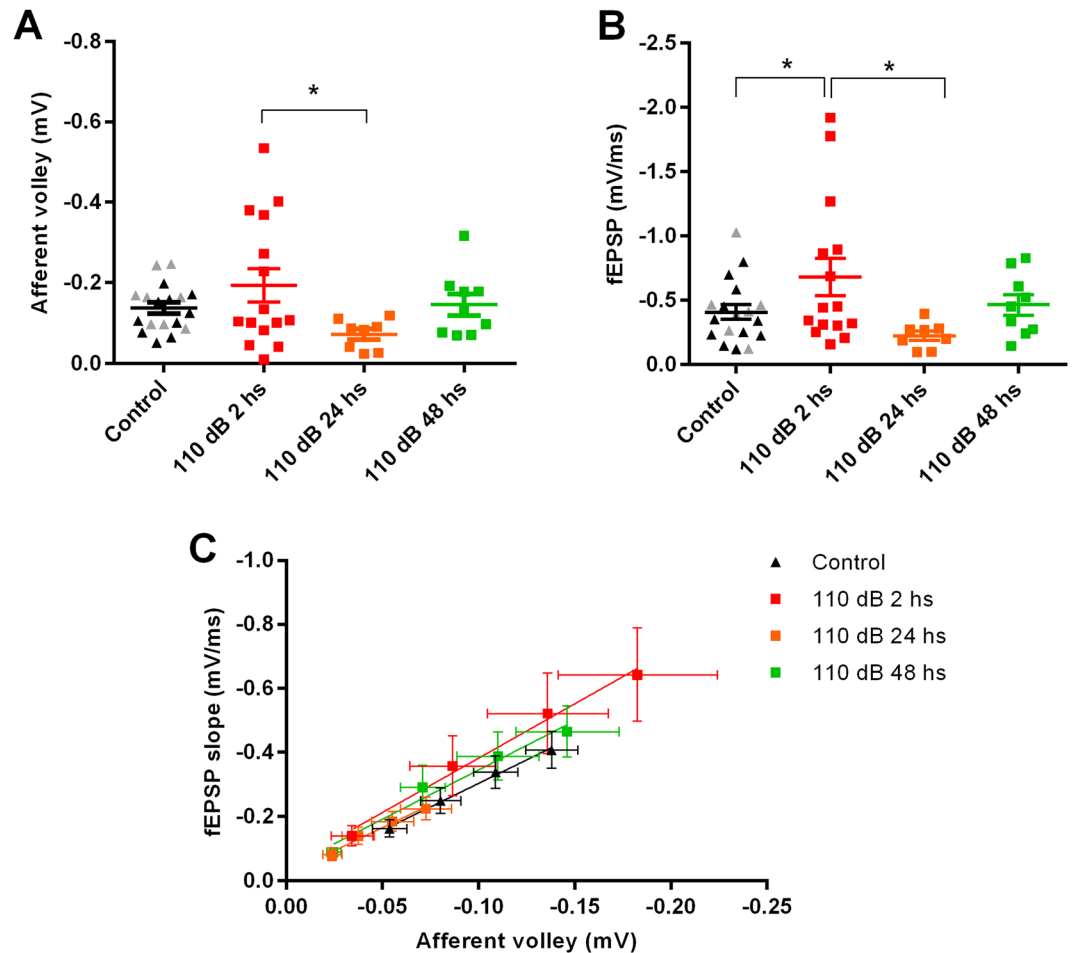 A
Afferent volley (mV)
-0.8
-0.6
-0.4
-0.2
0.0
*
Control
110 dB 2 hs
110 dB 24 hs
110 dB 48 hs
B
fEPSP (mV/ms)
-2.5
-2.0
-1.5
-1.0
-0.5
0.0
*
*
Control
110 dB 2 hs
110 dB 24 hs
110 dB 48 hs
C
fEPSP slope (mV/ms)
-1.0
-0.8
-0.6
-0.4
-0.2
0.0
0.00 -0.05 -0.10 -0.15 -0.20 -0.25
Afferent volley (mV)
Control
110 dB 2 hs
110 dB 24 hs
110 dB 48 hs